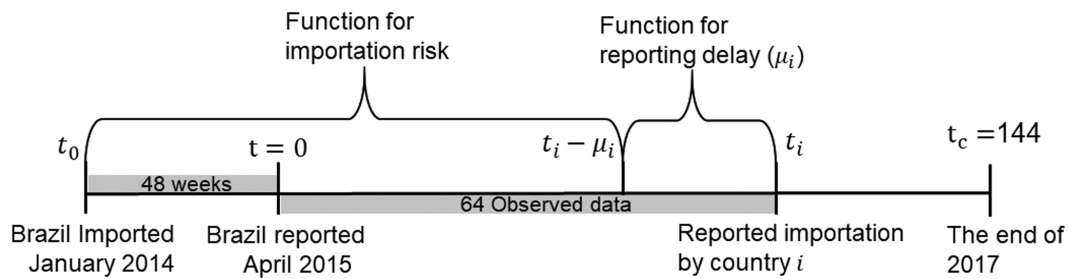 Function for
importation risk
Function for
reporting delay (μᵢ)
t₀
t = 0
tᵢ − μᵢ
tᵢ
t_c =144
48 weeks
64 Observed data
Brazil Imported
January 2014
Brazil reported
April 2015
Reported importation
by country i
The end of
2017